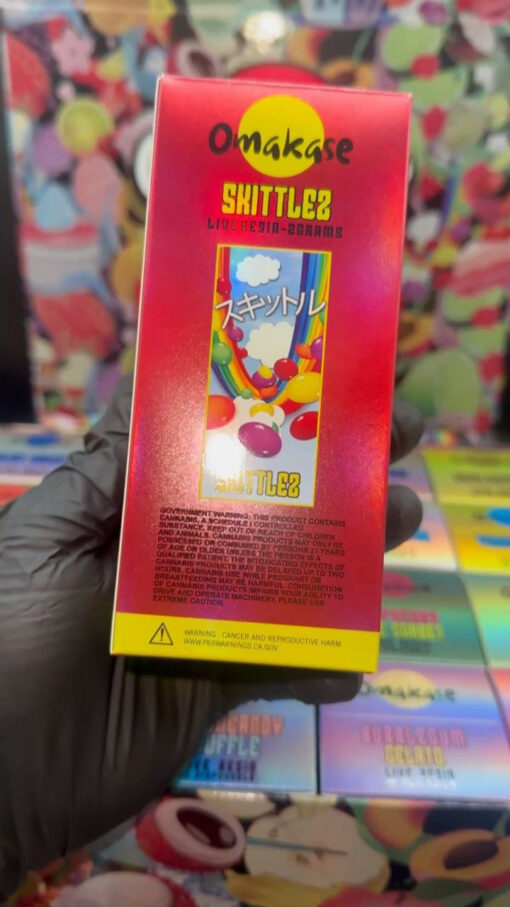 Omakase
SKITTLEZ
LIVE RESIN-2GRAMS
スキットル
SKITTLEZ
GOVERNMENT WARNING: THIS PRODUCT CONTAINS
CANNABIS, A SCHEDULE I CONTROLLED
SUBSTANCE. KEEP OUT OF REACH OF CHILDREN
AND ANIMALS. CANNABIS PRODUCTS MAY ONLY BE
POSSESSED OR CONSUMED BY PERSONS 21 YEARS
OF AGE OR OLDER UNLESS THE PERSON IS A
QUALIFIED PATIENT. THE INTOXICATING EFFECTS OF
CANNABIS PRODUCTS MAY BE DELAYED UP TO TWO
HOURS. CANNABIS USE WHILE PREGNANT OR
BREASTFEEDING MAY BE HARMFUL. CONSUMPTION
OF CANNABIS PRODUCTS IMPAIRS YOUR ABILITY TO
DRIVE AND OPERATE MACHINERY. PLEASE USE
EXTREME CAUTION.
WARNING - CANCER AND REPRODUCTIVE HARM
WWW.P65WARNINGS.CA.GOV
Omakase
BUBBLEGUM
GELATO
LIVE RESIN